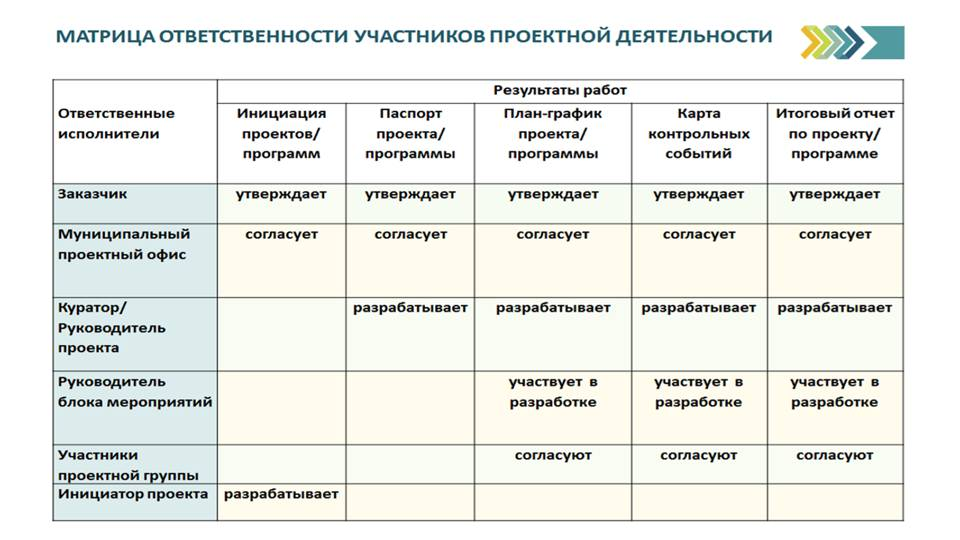 МАТРИЦА ОТВЕТСТВЕННОСТИ УЧАСТНИКОВ ПРОЕКТНОЙ ДЕЯТЕЛЬНОСТИ
Ответственные
исполнители
Результаты работ
Инициация
проектов/
программ
Паспорт
проекта/
программы
План-график
проекта/
программы
Карта
контрольных
событий
Итоговый отчет
по проекту/
программе
Заказчик
утверждает
утверждает
утверждает
утверждает
утверждает
Муниципальный
проектный офис
согласует
согласует
согласует
согласует
согласует
Куратор/
Руководитель
проекта
разрабатывает
разрабатывает
разрабатывает
разрабатывает
Руководитель
блока мероприятий
участвует в
разработке
участвует в
разработке
участвует в
разработке
Участники
проектной группы
согласуют
согласуют
согласуют
Инициатор проекта
разрабатывает